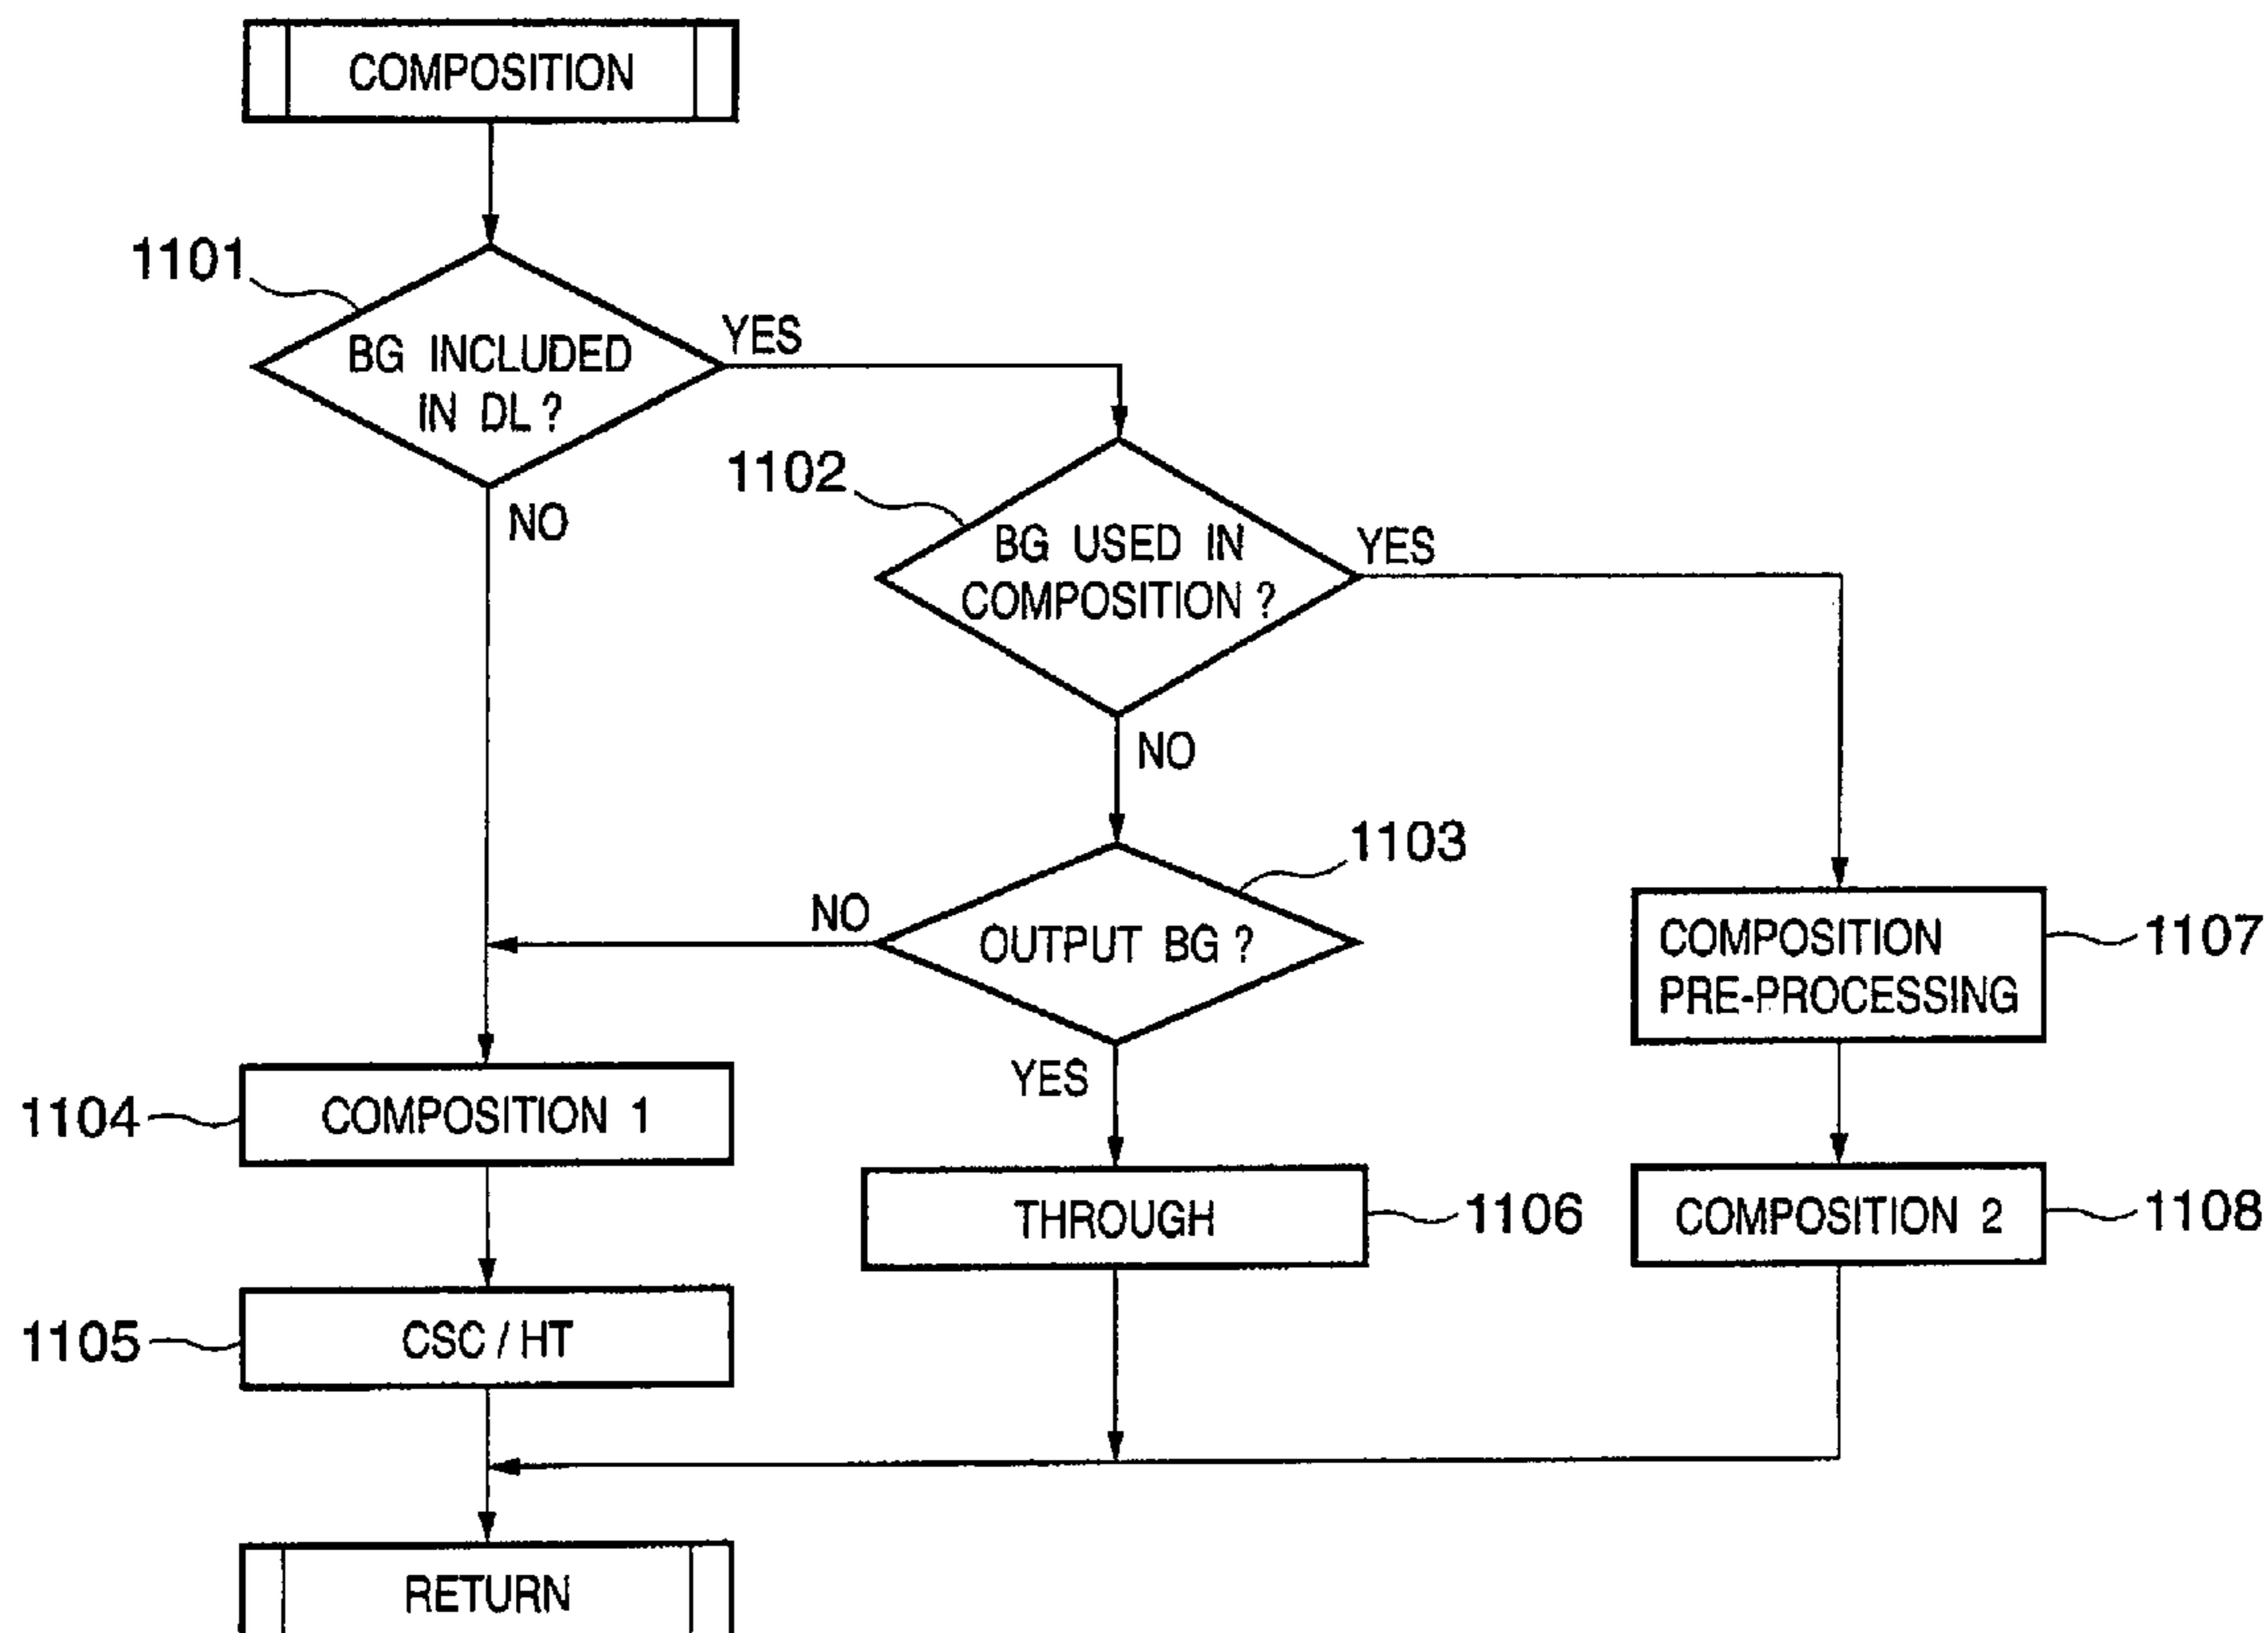 COMPOSITION
1101
BG INCLUDED
IN DL ?
YES
NO
1102
BG USED IN
COMPOSITION ?
YES
NO
1103
OUTPUT BG ?
NO
YES
COMPOSITION
PRE-PROCESSING
1107
1104
COMPOSITION 1
THROUGH
1106
COMPOSITION 2
1108
1105
CSC / HT
RETURN